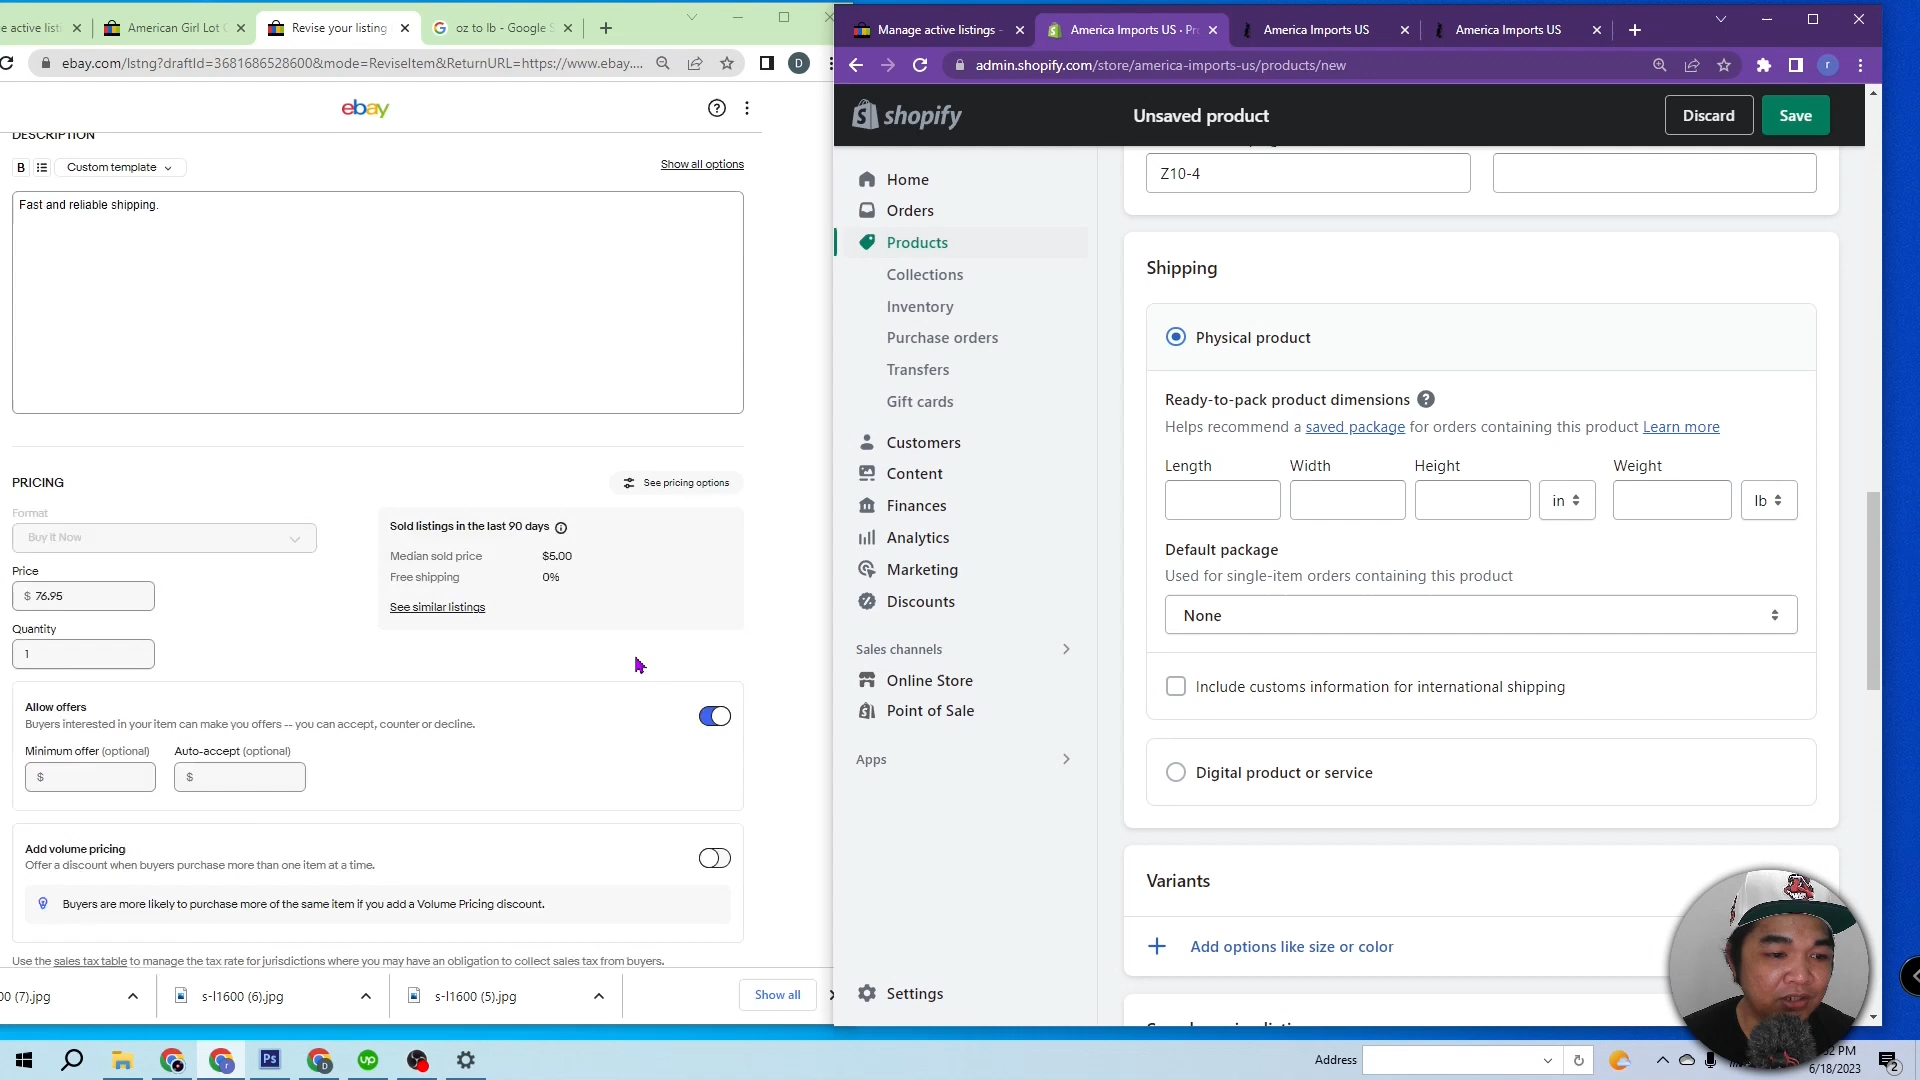 e active listi
American Girl Lot
Revise your listing
oz to lb - Google S
ebay.com/lstng?draftId=3681686528600&mode=ReviseItem&ReturnURL=https://www.ebay....
D
ebay
DESCRIPTION
B
Custom template
Show all options
Fast and reliable shipping.
PRICING
See pricing options
Format
Buy It Now
Sold listings in the last 90 days
Median sold price $5.00
Free shipping 0%
See similar listings
Price
$ 76.95
Quantity
1
Allow offers
Buyers interested in your item can make you offers -- you can accept, counter or decline.
Minimum offer (optional) Auto-accept (optional)
$ $
Add volume pricing
Offer a discount when buyers purchase more than one item at a time.
Buyers are more likely to purchase more of the same item if you add a Volume Pricing discount.
Use the sales tax table to manage the tax rate for jurisdictions where you may have an obligation to collect sales tax from buyers.
00 (7).jpg
s-l1600 (6).jpg
s-l1600 (5).jpg
Show all
Manage active listings -
America Imports US · Pr
America Imports US
America Imports US
admin.shopify.com/store/america-imports-us/products/new
r
shopify
Unsaved product
Discard
Save
Home
Orders
Products
Collections
Inventory
Purchase orders
Transfers
Gift cards
Customers
Content
Finances
Analytics
Marketing
Discounts
Sales channels
Online Store
Point of Sale
Apps
Settings
Z10-4
Shipping
Physical product
Ready-to-pack product dimensions
Helps recommend a saved package for orders containing this product Learn more
Length Width Height Weight
in lb
Default package
Used for single-item orders containing this product
None
Include customs information for international shipping
Digital product or service
Variants
Add options like size or color
Ps
up
Address
2 PM
6/18/2023
2